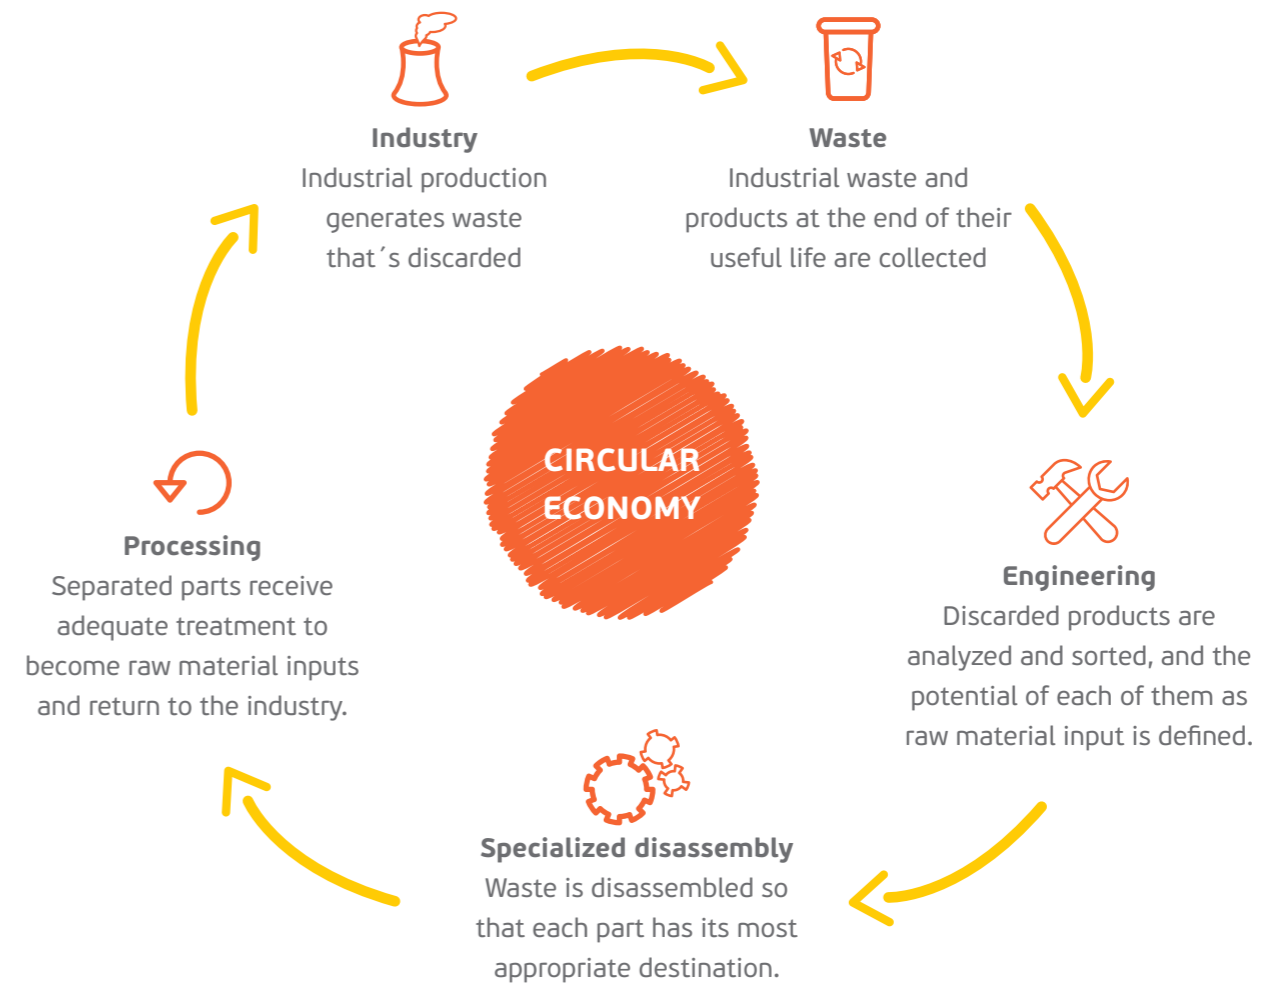 Industry
Industrial production
generates waste
that´s discarded
Waste
Industrial waste and
products at the end of their
useful life are collected
Engineering
Discarded products are
analyzed and sorted, and the
potential of each of them as
raw material input is defined.
Specialized disassembly
Waste is disassembled so
that each part has its most
appropriate destination.
Processing
Separated parts receive
adequate treatment to
become raw material inputs
and return to the industry.
CIRCULAR
ECONOMY